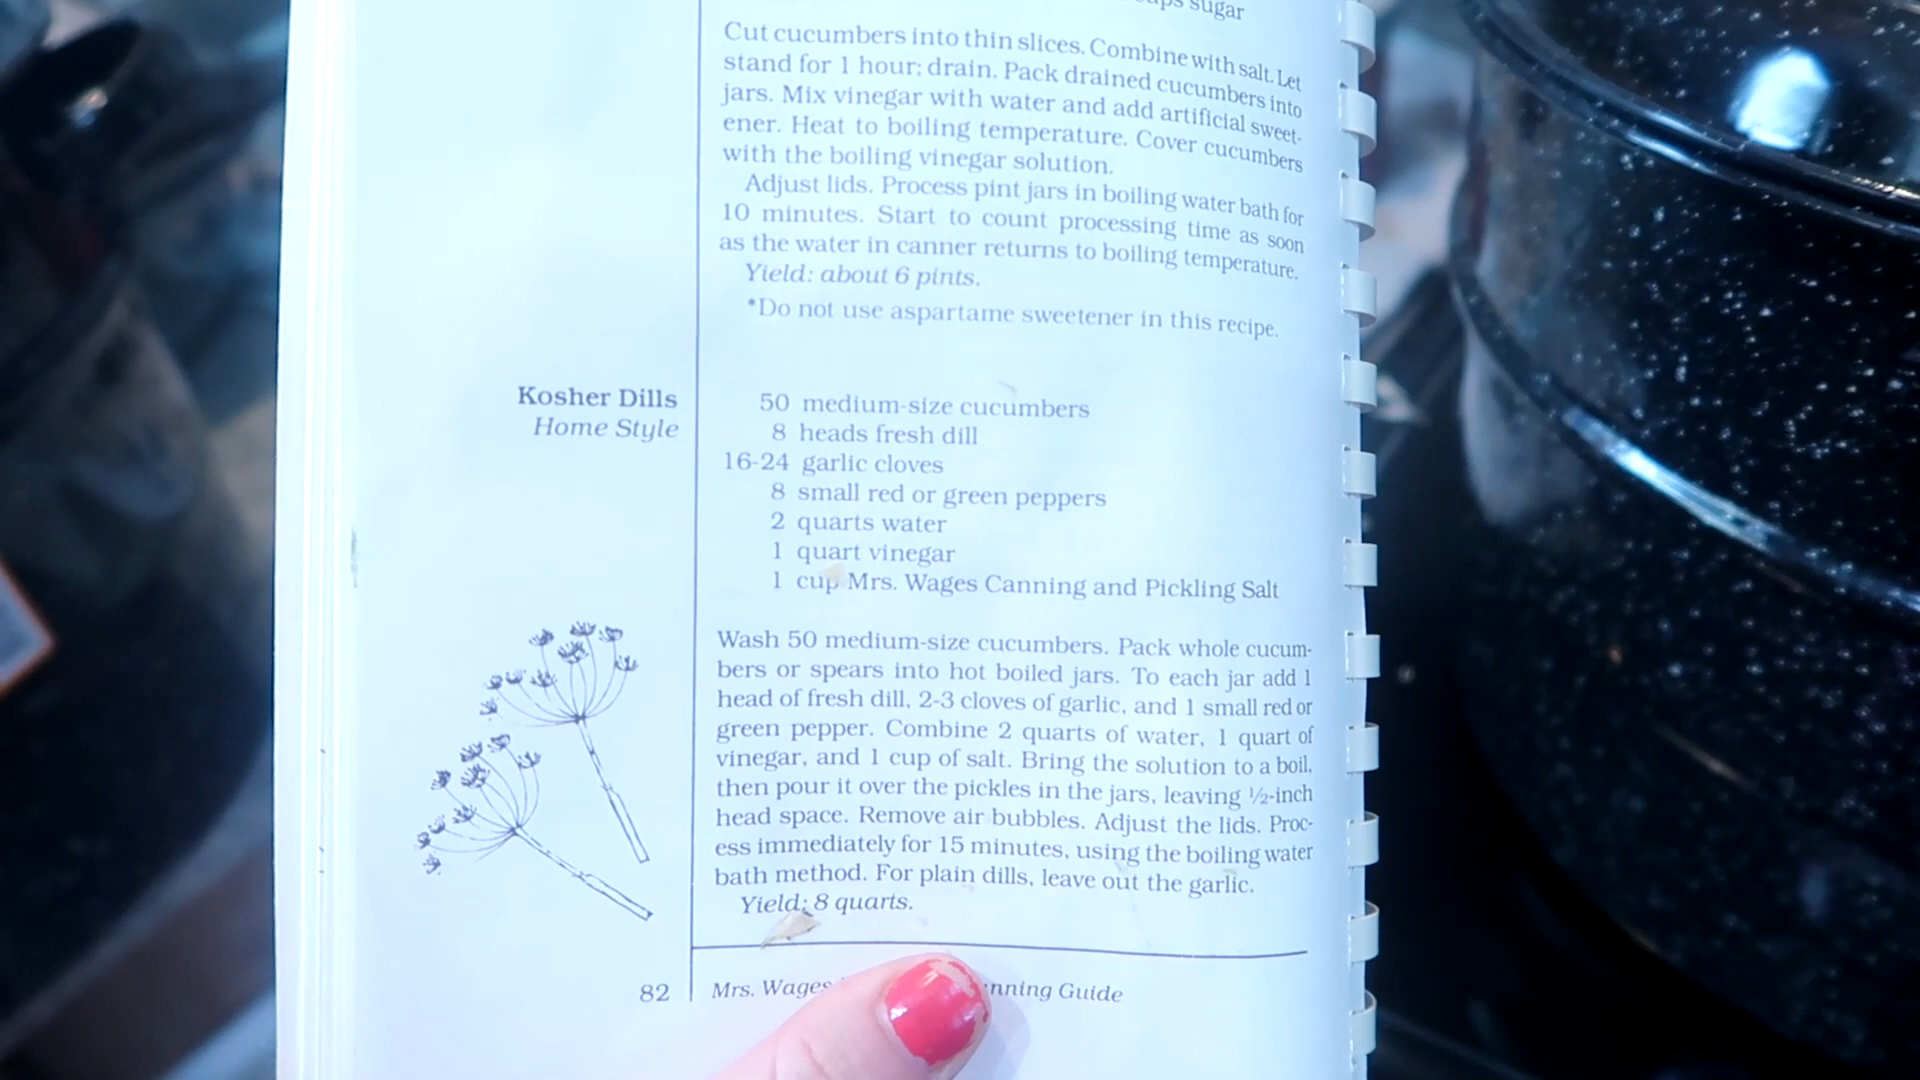 sugar
Cut cucumbers into thin slices. Combine with salt. Let
stand for 1 hour; drain. Pack drained cucumbers into
jars. Mix vinegar with water and add artificial sweet-
ener. Heat to boiling temperature. Cover cucumbers
with the boiling vinegar solution.
Adjust lids. Process pint jars in boiling water bath for
10 minutes. Start to count processing time as soon
as the water in canner returns to boiling temperature.
Yield: about 6 pints.
*Do not use aspartame sweetener in this recipe.
Kosher Dills
Home Style
50 medium-size cucumbers
8 heads fresh dill
16-24 garlic cloves
8 small red or green peppers
2 quarts water
1 quart vinegar
1 cup Mrs. Wages Canning and Pickling Salt
Wash 50 medium-size cucumbers. Pack whole cucum-
bers or spears into hot boiled jars. To each jar add 1
head of fresh dill, 2-3 cloves of garlic, and 1 small red or
green pepper. Combine 2 quarts of water, 1 quart of
vinegar, and 1 cup of salt. Bring the solution to a boil,
then pour it over the pickles in the jars, leaving ½-inch
head space. Remove air bubbles. Adjust the lids. Proc-
ess immediately for 15 minutes, using the boiling water
bath method. For plain dills, leave out the garlic.
Yield: 8 quarts.
82 Mrs. Wages Guide